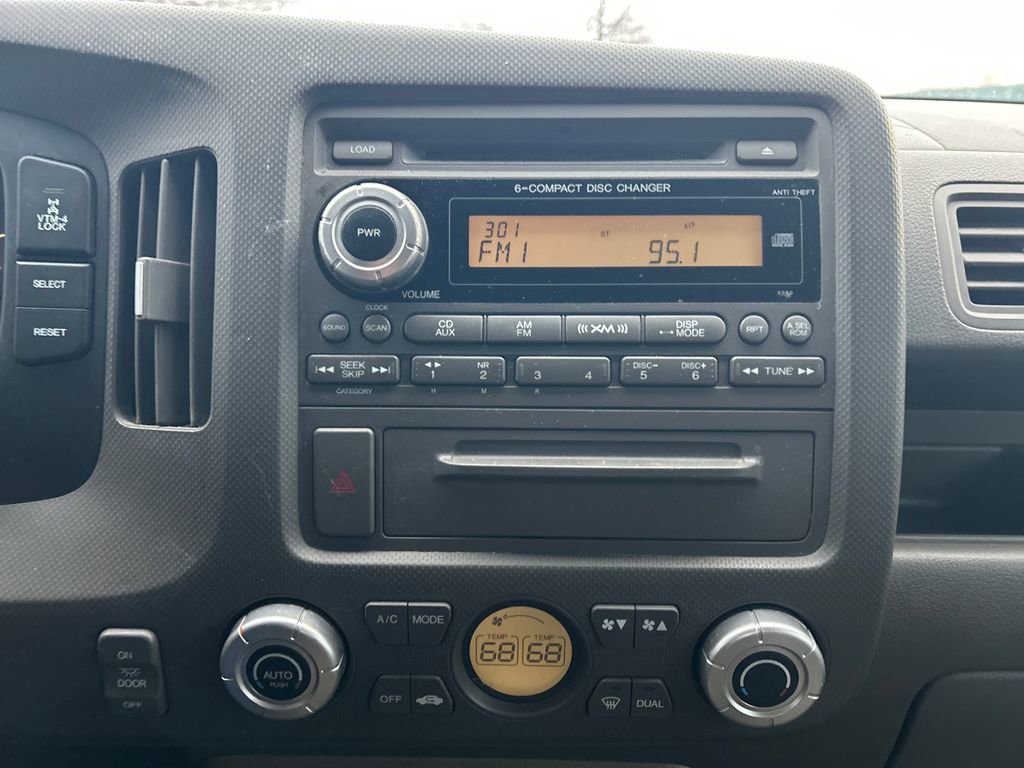 LOAD
6-COMPACT DISC CHANGER
ANTI THEFT
PWR
301
ST
FM1 95.1
VOLUME
CLOCK
SOUND SCAN CD AUX AM FM ((( XM ))) DISP MODE RPT A.SEL RDM
SEEK SKIP 1 NR 2 3 4 DISC- 5 DISC+ 6 TUNE
CATEGORY H M R
VTM-4
LOCK
SELECT
RESET
A/C MODE
TEMP TEMP
68 68
AUTO
PUSH
OFF
DUAL
ON
DOOR
OFF